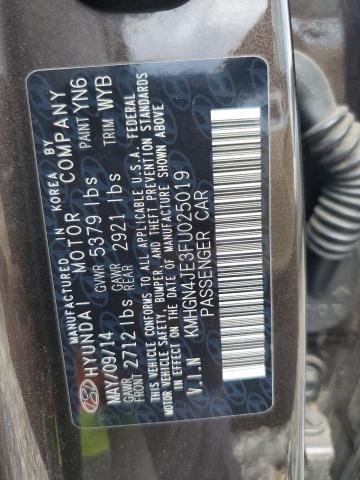 MANUFACTURED IN KOREA BY
HYUNDAI MOTOR COMPANY
MAY/09/14 GVWR 5379 lbs PAINT YN6
GAWR FRONT 2712 lbs GAWR REAR 2921 lbs TRIM WYB
THIS VEHICLE CONFORMS TO ALL APPLICABLE U.S.A. FEDERAL
MOTOR VEHICLE SAFETY, BUMPER, AND THEFT PREVENTION STANDARDS
IN EFFECT ON THE DATE OF MANUFACTURE SHOWN ABOVE
V.I.N KMHGN4JE3FU025019
PASSENGER CAR